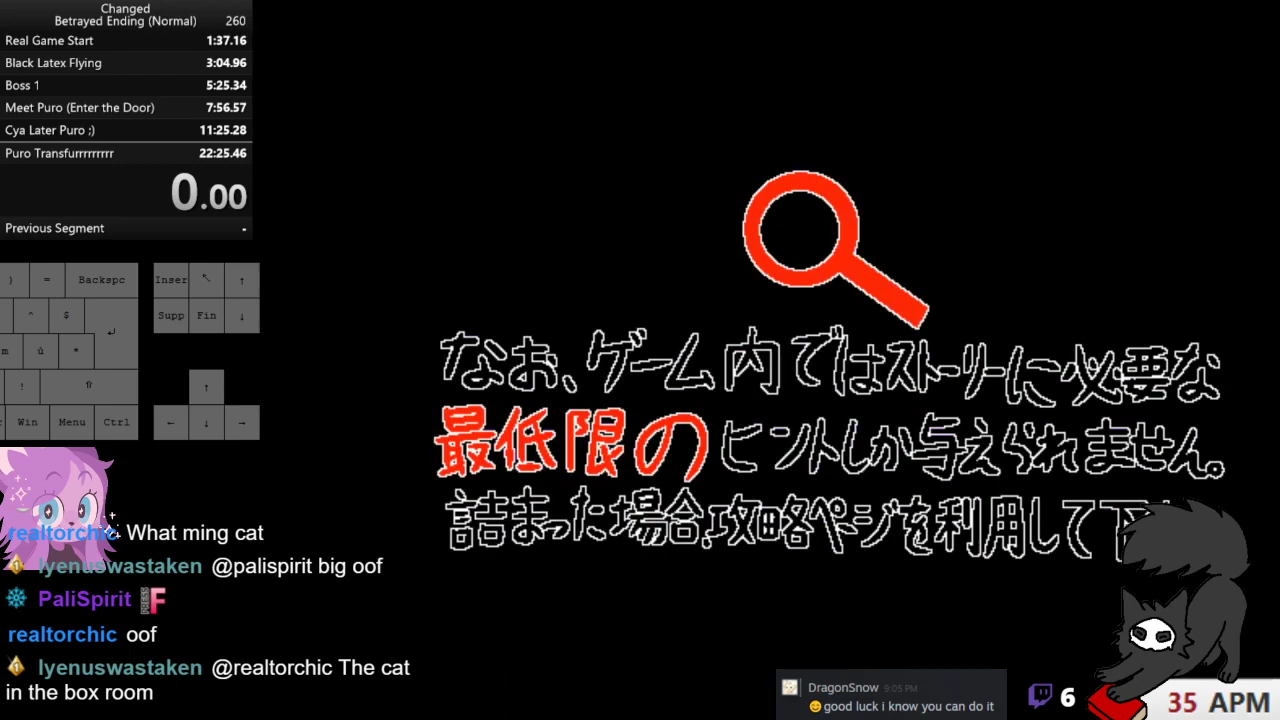 Changed
Betrayed Ending (Normal) 260
Real Game Start 1:37.16
Black Latex Flying 3:04.96
Boss 1 5:25.34
Meet Puro (Enter the Door) 7:56.57
Cya Later Puro ;) 11:25.28
Puro Transfurrrrrrrrr 22:25.46
0.00
Previous Segment -
) = Backspc Inser ↖ ↑
^ $ ↵ Supp Fin ↓
m ù *
! ⇧ ↑
r Win Menu Ctrl ← ↓ →
なお、ゲーム内ではストーリーに必要な
最低限のヒントしか与えられません。
詰まった場合、攻略ページを利用して下
realtorchic What ming cat
lyenuswastaken @palispirit big oof
PaliSpirit PRESS F
realtorchic oof
lyenuswastaken @realtorchic The cat
in the box room
DragonSnow 9:05 PM
good luck i know you can do it
6
35 APM